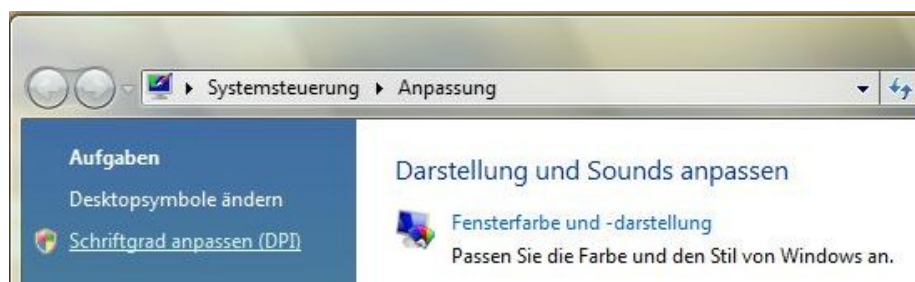 Systemsteuerung Anpassung
Aufgaben
Desktopsymbole ändern
Schriftgrad anpassen (DPI)
Darstellung und Sounds anpassen
Fensterfarbe und -darstellung
Passen Sie die Farbe und den Stil von Windows an.